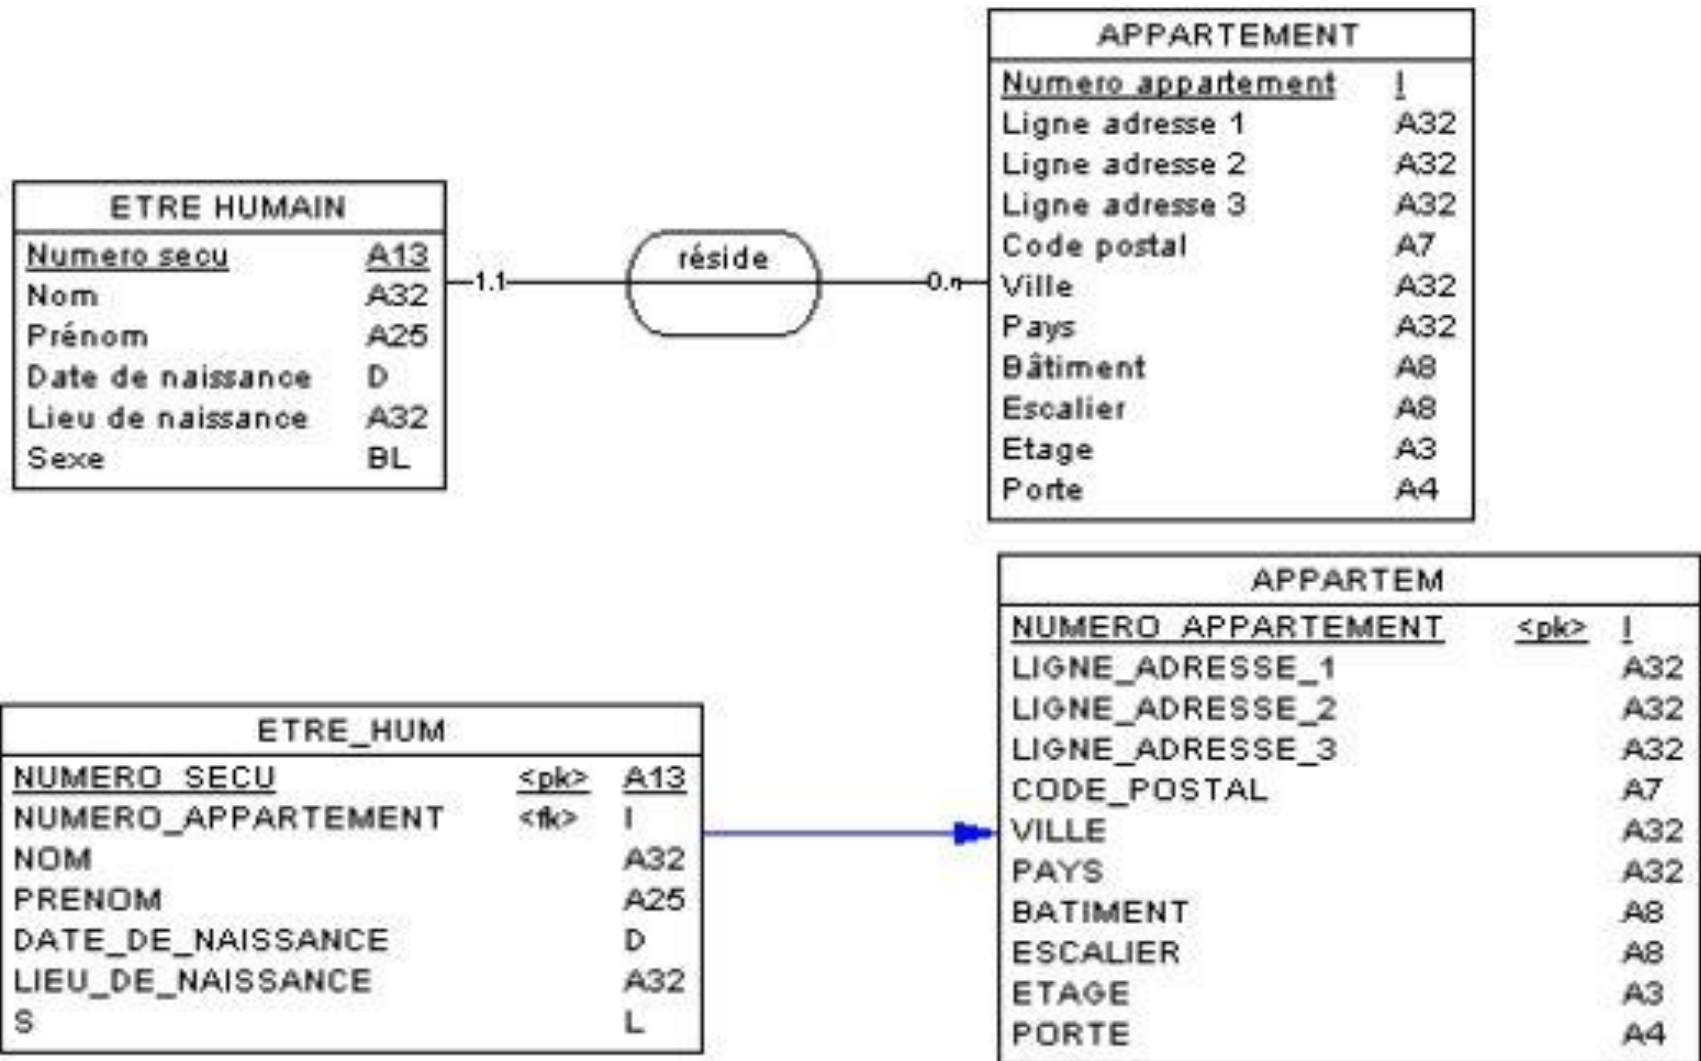 APPARTEMENT
Numero appartement I
Ligne adresse 1 A32
Ligne adresse 2 A32
Ligne adresse 3 A32
Code postal A7
Ville A32
Pays A32
Bâtiment A8
Escalier A8
Etage A3
Porte A4
ETRE HUMAIN
Numero secu A13
Nom A32
Prénom A25
Date de naissance D
Lieu de naissance A32
Sexe BL
1.1
réside
0.n
APPARTEM
NUMERO_APPARTEMENT <pk> I
LIGNE_ADRESSE_1 A32
LIGNE_ADRESSE_2 A32
LIGNE_ADRESSE_3 A32
CODE_POSTAL A7
VILLE A32
PAYS A32
BATIMENT A8
ESCALIER A8
ETAGE A3
PORTE A4
ETRE_HUM
NUMERO_SECU <pk> A13
NUMERO_APPARTEMENT <fk> I
NOM A32
PRENOM A25
DATE_DE_NAISSANCE D
LIEU_DE_NAISSANCE A32
S L